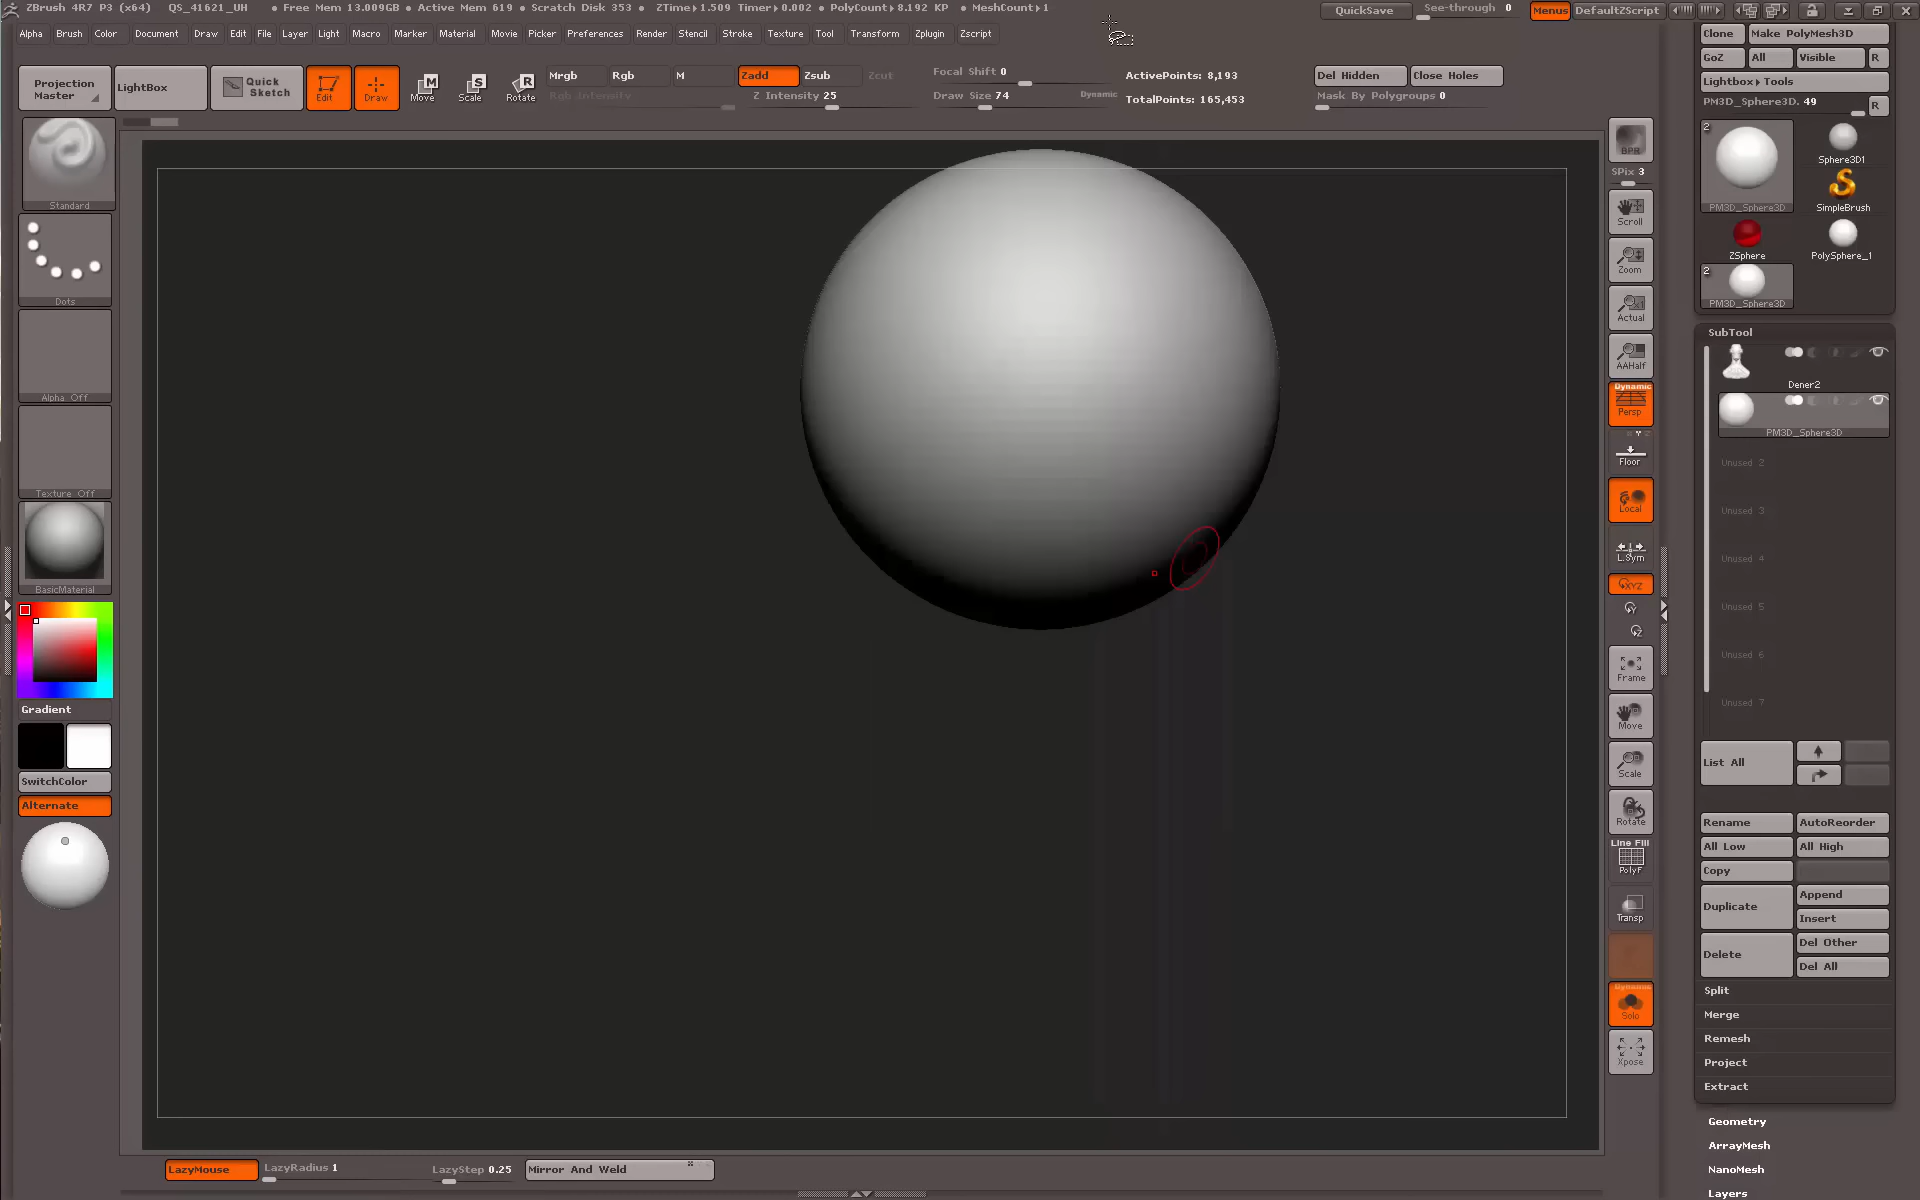 ZBrush 4R7 P3 (x64) QS_41621_UH • Free Mem 13.009GB • Active Mem 619 • Scratch Disk 353 • ZTime▸1.509 Timer▸0.002 • PolyCount▸8.192 KP • MeshCount▸1 QuickSave See-through 0 Menus DefaultZScript
Alpha Brush Color Document Draw Edit File Layer Light Macro Marker Material Movie Picker Preferences Render Stencil Stroke Texture Tool Transform Zplugin Zscript
Clone Make PolyMesh3D
GoZ All Visible R
Lightbox▸Tools
PM3D_Sphere3D. 49 R
Projection Master
LightBox
Quick Sketch
Edit
Draw
Move
Scale
Rotate
Mrgb Rgb M Zadd Zsub Zcut
Rgb Intensity Z Intensity 25
Focal Shift 0
Draw Size 74 Dynamic
ActivePoints: 8,193
TotalPoints: 165,453
Del Hidden Close Holes
Mask By Polygroups 0
Standard
Dots
Alpha Off
Texture Off
BasicMaterial
Gradient
SwitchColor
Alternate
BPR
SPix 3
Scroll
Zoom
Actual
AAHalf
Dynamic
Persp
Floor
Local
L.Sym
XYZ
Y
Z
Frame
Move
Scale
Rotate
Line Fill
PolyF
Transp
Dynamic
Solo
Xpose
2
PM3D_Sphere3D
Sphere3D1
SimpleBrush
ZSphere PolySphere_1
2
PM3D_Sphere3D
SubTool
Dener2
PM3D_Sphere3D
Unused 2
Unused 3
Unused 4
Unused 5
Unused 6
Unused 7
List All
Rename AutoReorder
All Low All High
Copy
Duplicate Append
Insert
Delete Del Other
Del All
Split
Merge
Remesh
Project
Extract
Geometry
ArrayMesh
NanoMesh
Layers
LazyMouse LazyRadius 1 LazyStep 0.25 Mirror And Weld